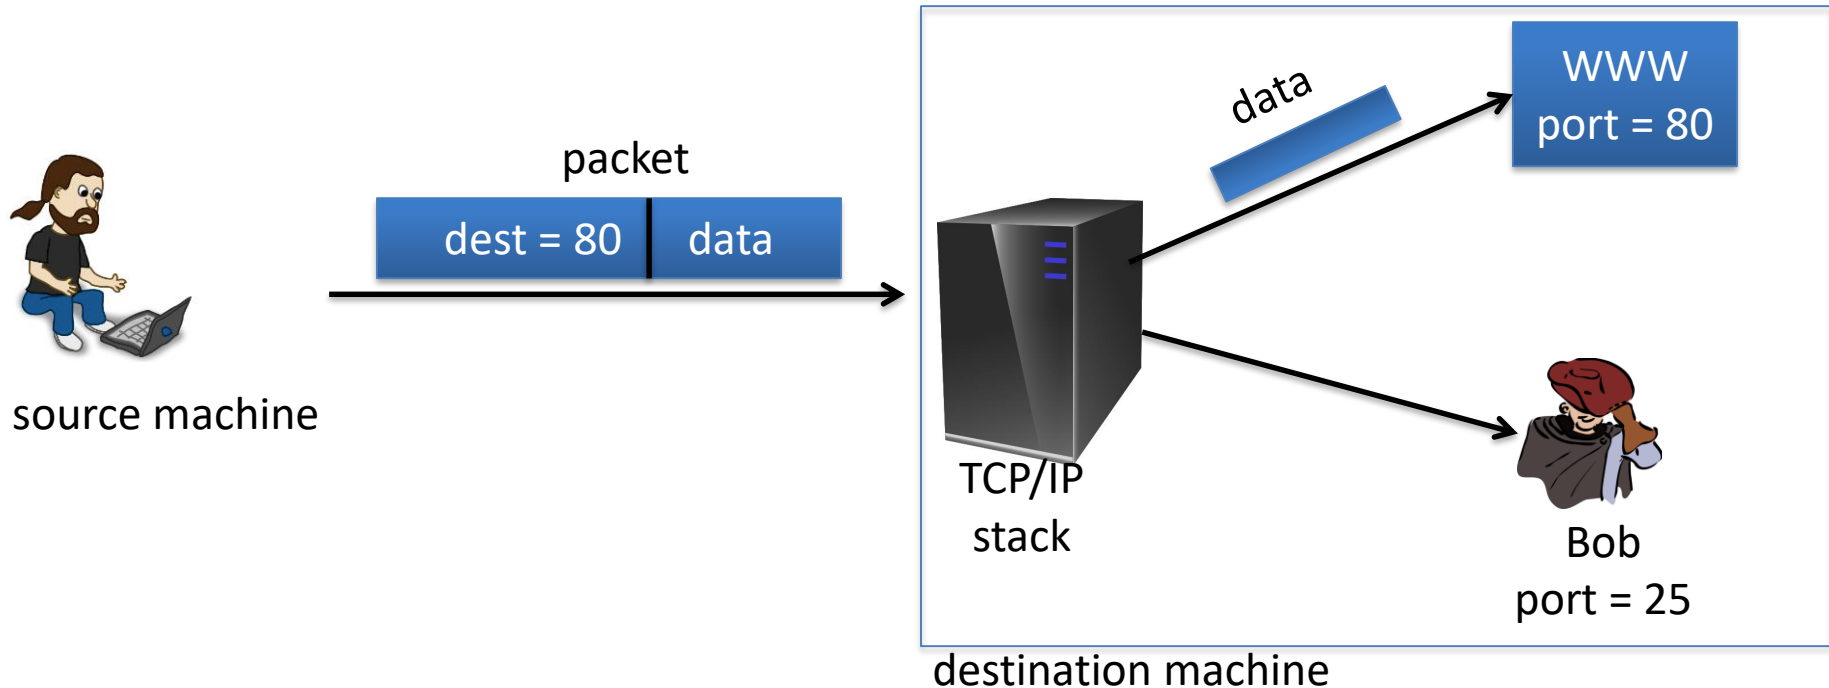 source machine
packet
dest = 80
data
data
WWW
port = 80
TCP/IP
stack
Bob
port = 25
destination machine